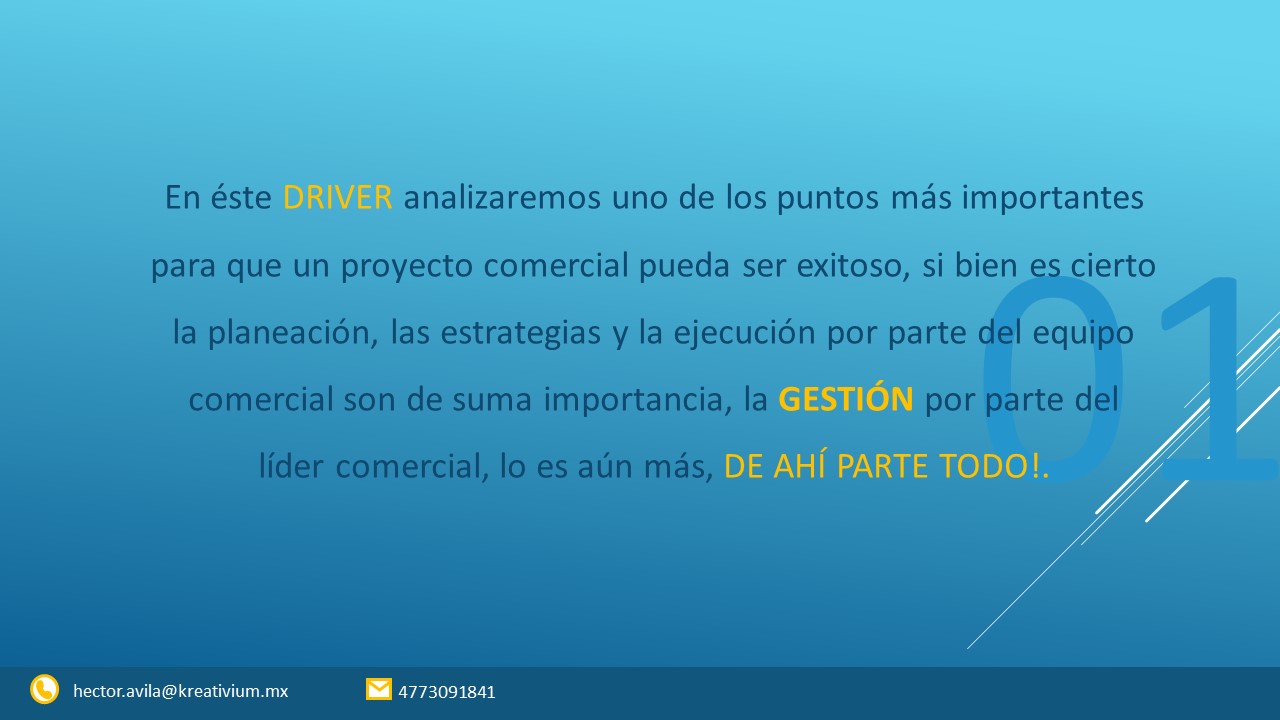 En éste DRIVER analizaremos uno de los puntos más importantes
para que un proyecto comercial pueda ser exitoso, si bien es cierto
la planeación, las estrategias y la ejecución por parte del equipo
comercial son de suma importancia, la GESTIÓN por parte del
líder comercial, lo es aún más, DE AHÍ PARTE TODO!.
01
hector.avila@kreativium.mx
4773091841